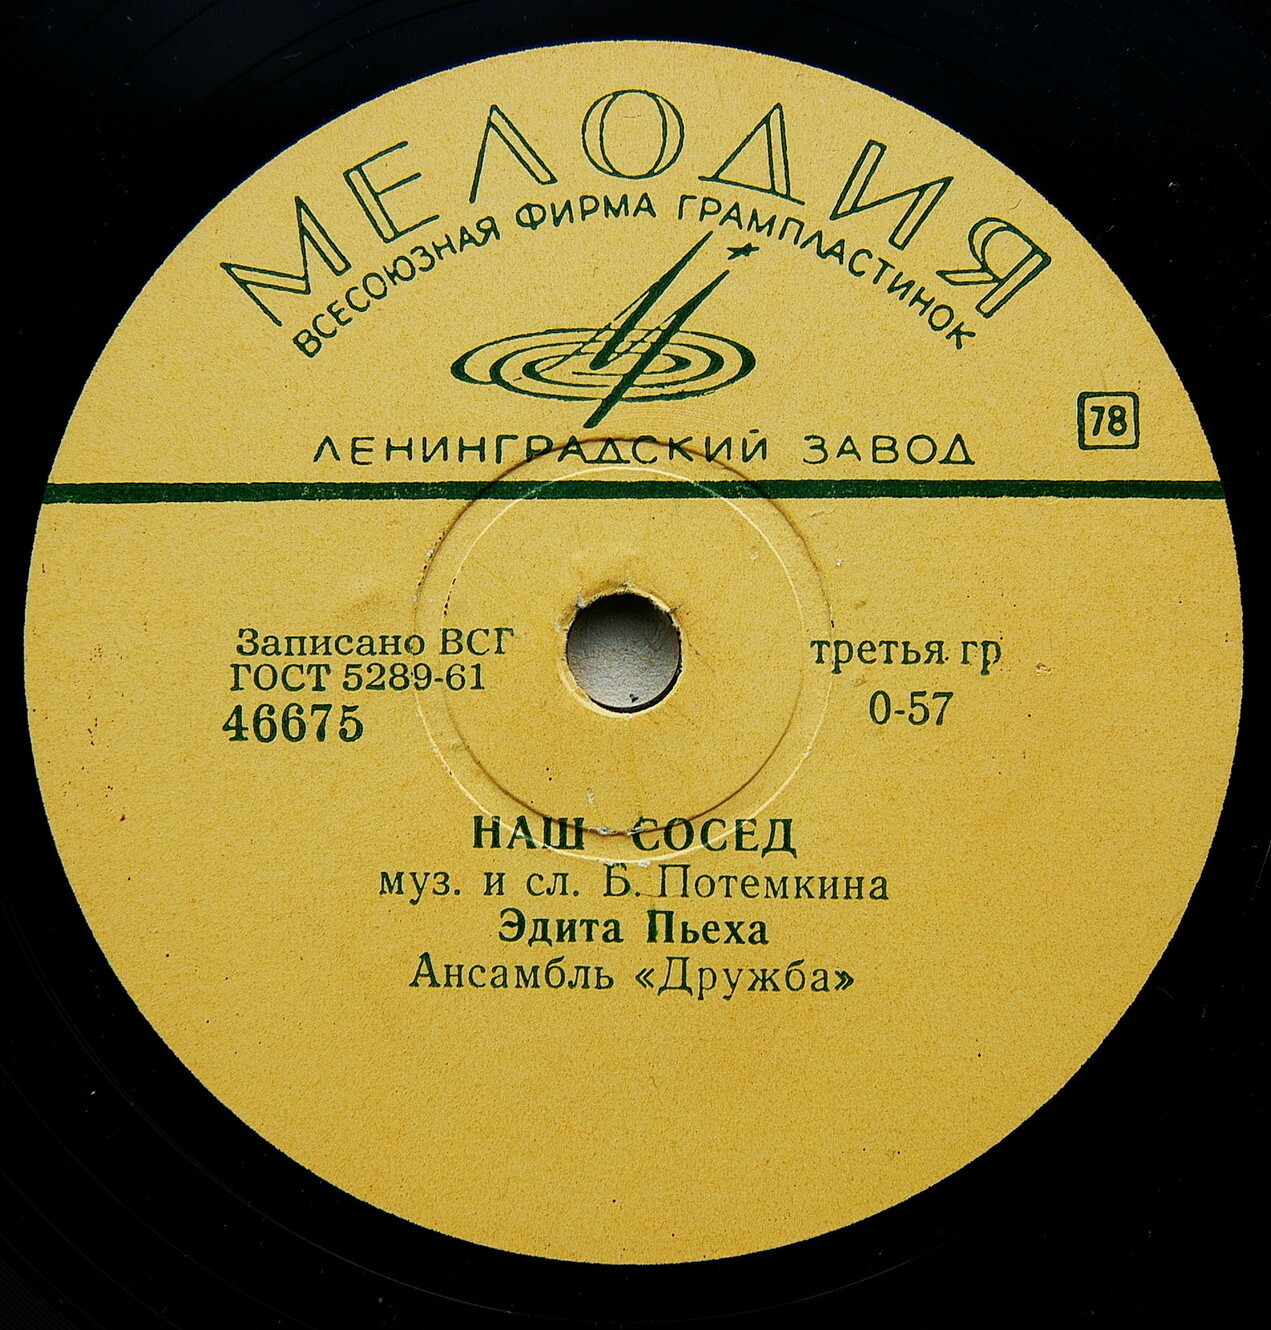 МЕЛОДИЯ
ВСЕСОЮЗНАЯ ФИРМА ГРАМПЛАСТИНОК
78
ЛЕНИНГРАДСКИЙ ЗАВОД
Записано ВСГ
ГОСТ 5289-61
46675
третья гр
0-57
НАШ СОСЕД
муз. и сл. Б. Потемкина
Эдита Пьеха
Ансамбль «Дружба»